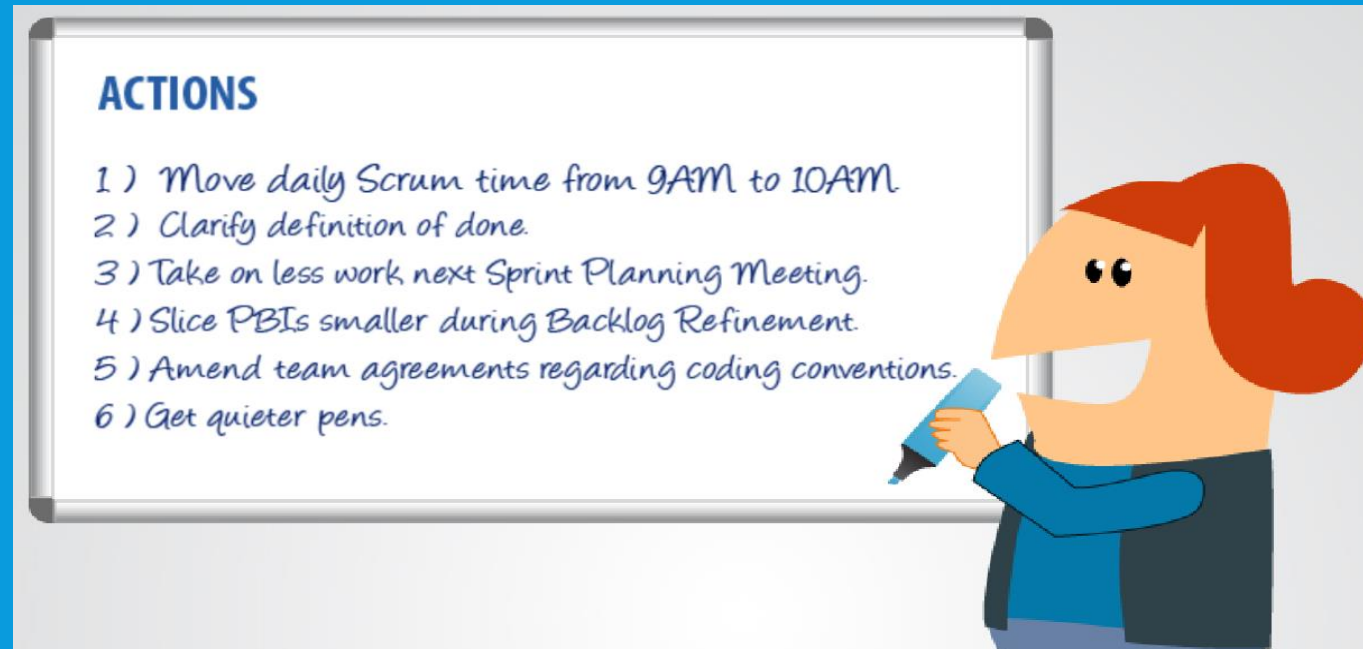 ACTIONS
1 ) Move daily Scrum time from 9AM to 10AM.
2 ) Clarify definition of done.
3 ) Take on less work next Sprint Planning Meeting.
4 ) Slice PBIs smaller during Backlog Refinement.
5 ) Amend team agreements regarding coding conventions.
6 ) Get quieter pens.